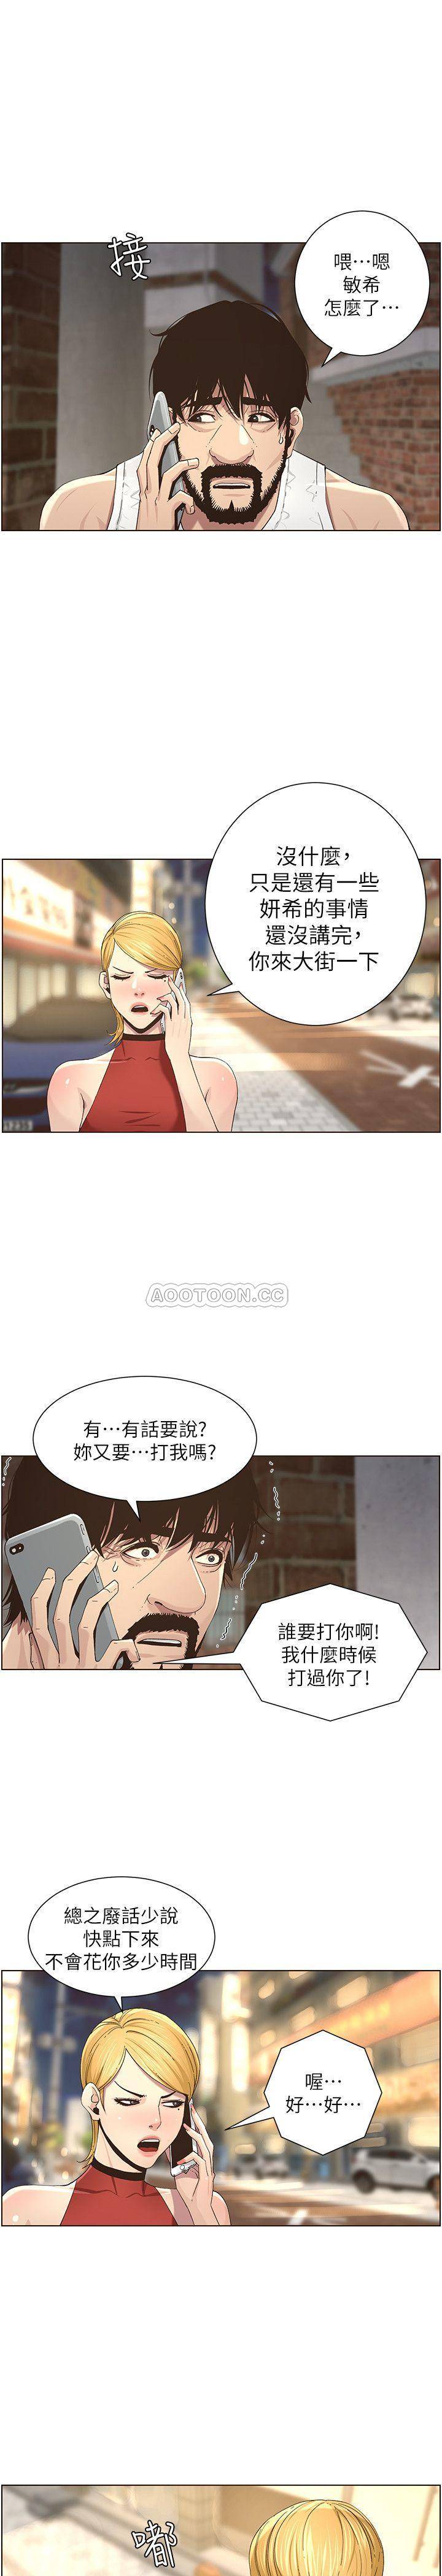 接
喂…嗯
敏希
怎麼了…
沒什麼，
只是還有一些
妍希的事情
還沒講完，
你來大街一下
AOOTOON.CC
有…有話要說?
妳又要…打我嗎?
誰要打你啊!
我什麼時候
打過你了!
總之廢話少說
快點下來
不會花你多少時間
喔…
好…好…
嘟